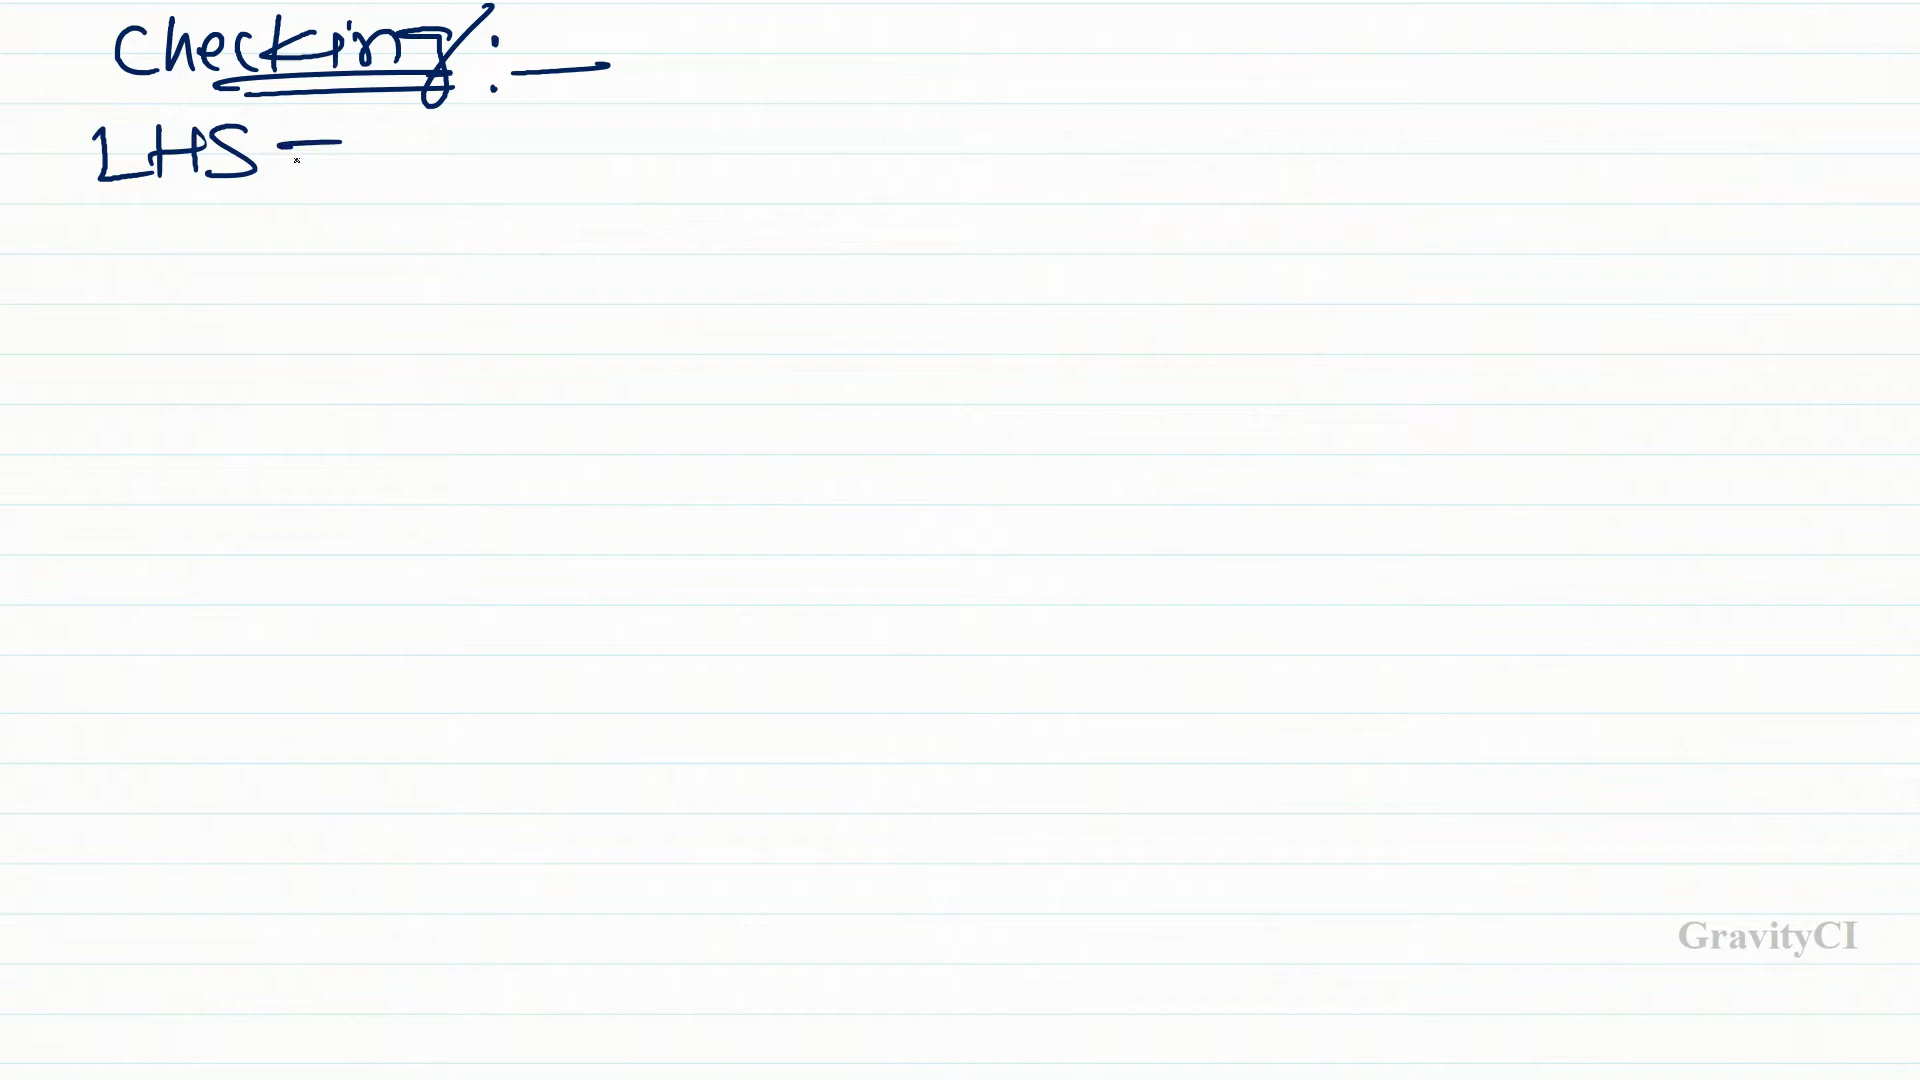 Checking:—
LHS =
GravityCI